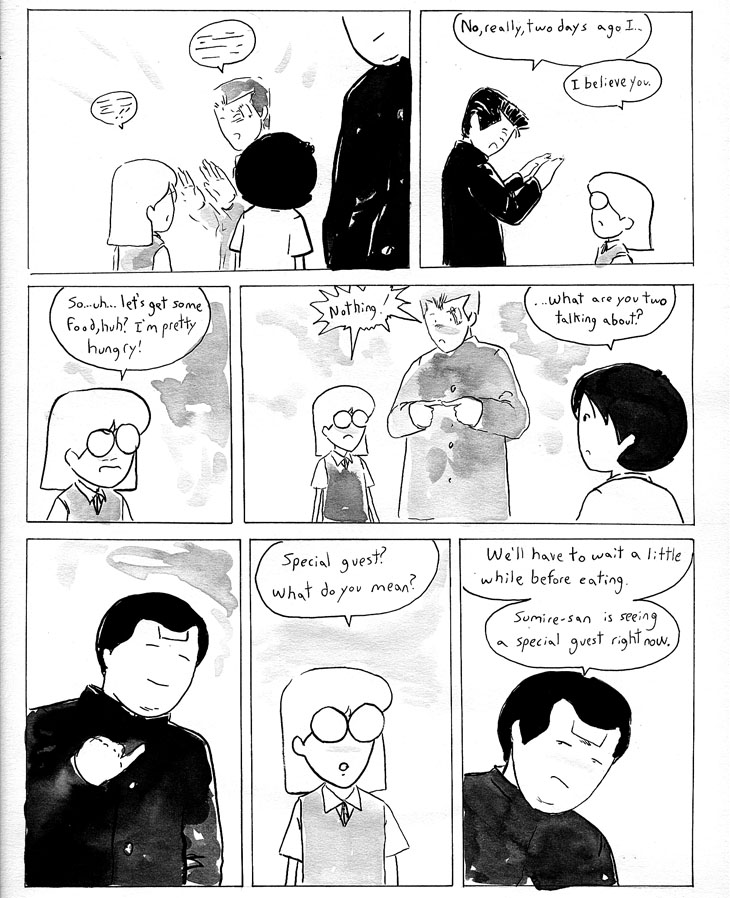 No, really, two days ago I...
I believe you.
...what are you two
talking about?
Nothing!
So...uh... let's get some
food, huh? I'm pretty
hungry!
We'll have to wait a little
while before eating.
Sumire-san is seeing
a special guest right now.
Special guest?
What do you mean?